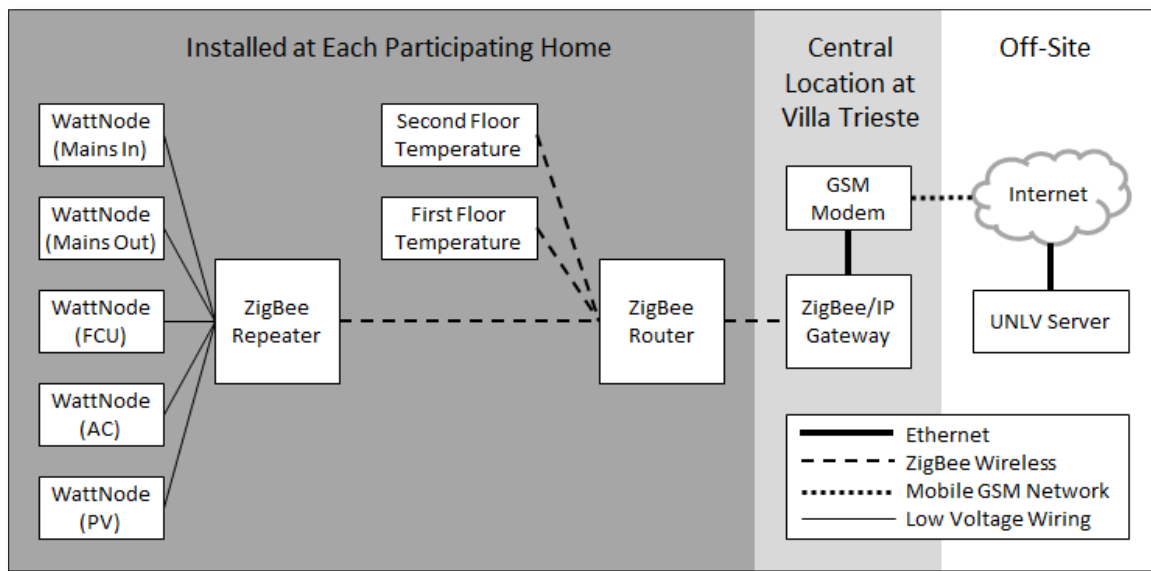 Installed at Each Participating Home
Central
Location at
Villa Trieste
Off-Site
WattNode
(Mains In)
WattNode
(Mains Out)
WattNode
(FCU)
WattNode
(AC)
WattNode
(PV)
ZigBee
Repeater
Second Floor
Temperature
First Floor
Temperature
ZigBee
Router
GSM
Modem
ZigBee/IP
Gateway
Internet
UNLV Server
Ethernet
ZigBee Wireless
Mobile GSM Network
Low Voltage Wiring